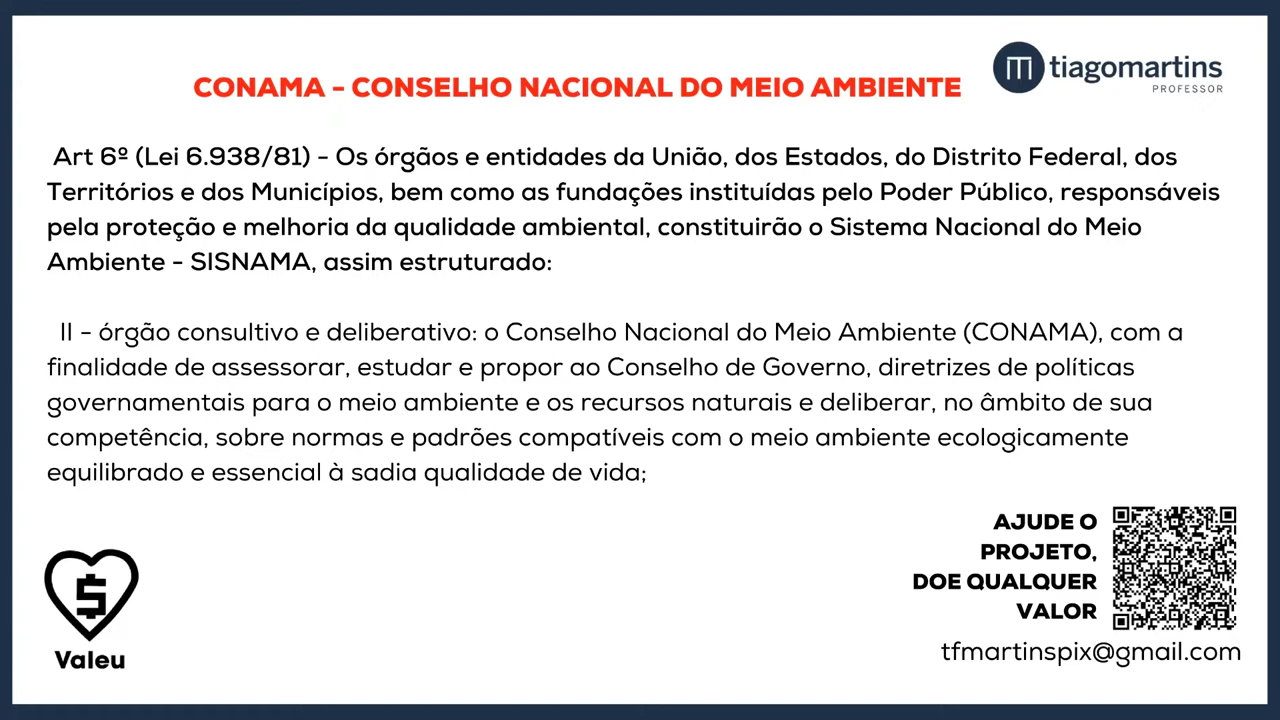 CONAMA - CONSELHO NACIONAL DO MEIO AMBIENTE
tiagomartins
PROFESSOR
Art 6º (Lei 6.938/81) - Os órgãos e entidades da União, dos Estados, do Distrito Federal, dos
Territórios e dos Municípios, bem como as fundações instituídas pelo Poder Público, responsáveis
pela proteção e melhoria da qualidade ambiental, constituirão o Sistema Nacional do Meio
Ambiente - SISNAMA, assim estruturado:
II - órgão consultivo e deliberativo: o Conselho Nacional do Meio Ambiente (CONAMA), com a
finalidade de assessorar, estudar e propor ao Conselho de Governo, diretrizes de políticas
governamentais para o meio ambiente e os recursos naturais e deliberar, no âmbito de sua
competência, sobre normas e padrões compatíveis com o meio ambiente ecologicamente
equilibrado e essencial à sadia qualidade de vida;
$
Valeu
AJUDE O
PROJETO,
DOE QUALQUER
VALOR
tfmartinspix@gmail.com